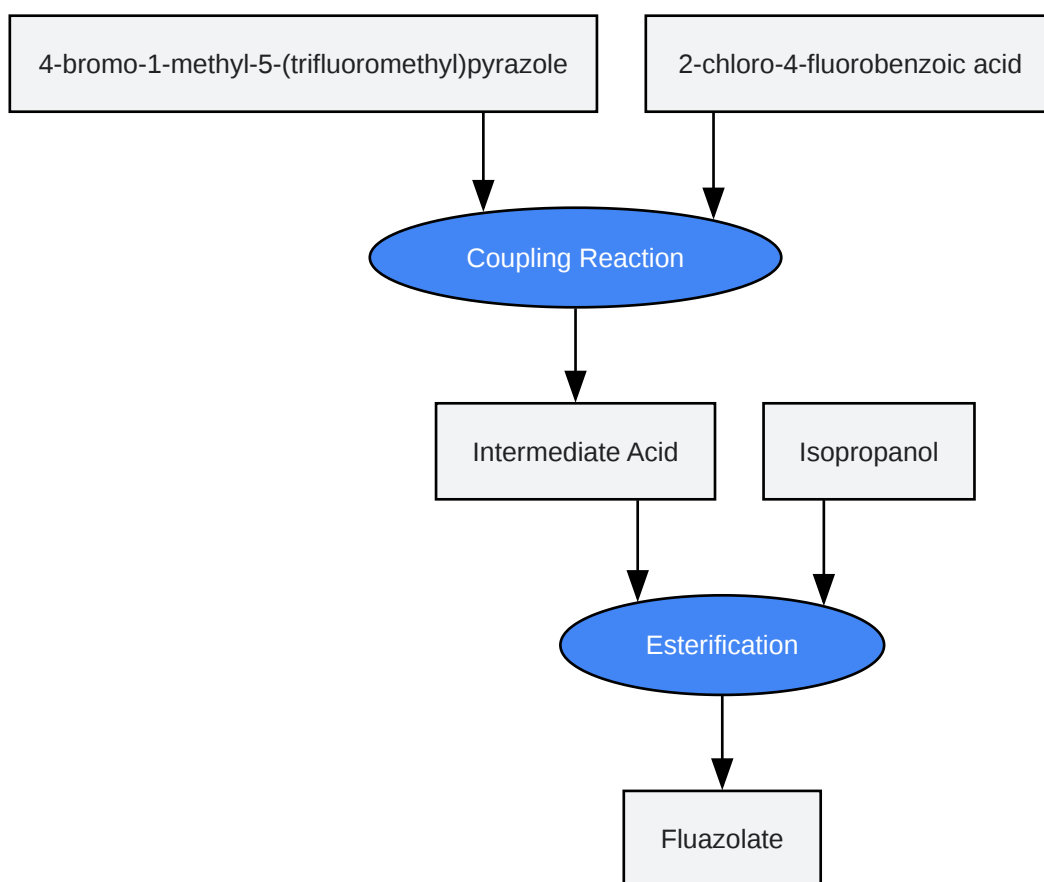 4-bromo-1-methyl-5-(trifluoromethyl)pyrazole
2-chloro-4-fluorobenzoic acid
Coupling Reaction
Intermediate Acid
Isopropanol
Esterification
Fluazolate